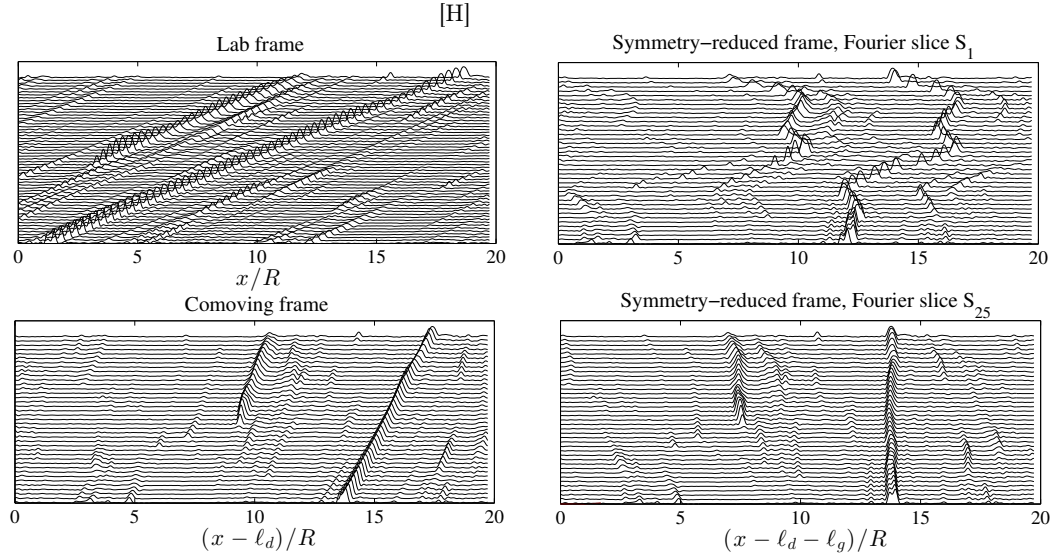 [H]
Lab frame
0 5 10 15 20
x/R
Symmetry−reduced frame, Fourier slice S1
0 5 10 15 20
Comoving frame
0 5 10 15 20
(x − ℓd)/R
Symmetry−reduced frame, Fourier slice S25
0 5 10 15 20
(x − ℓd − ℓg)/R